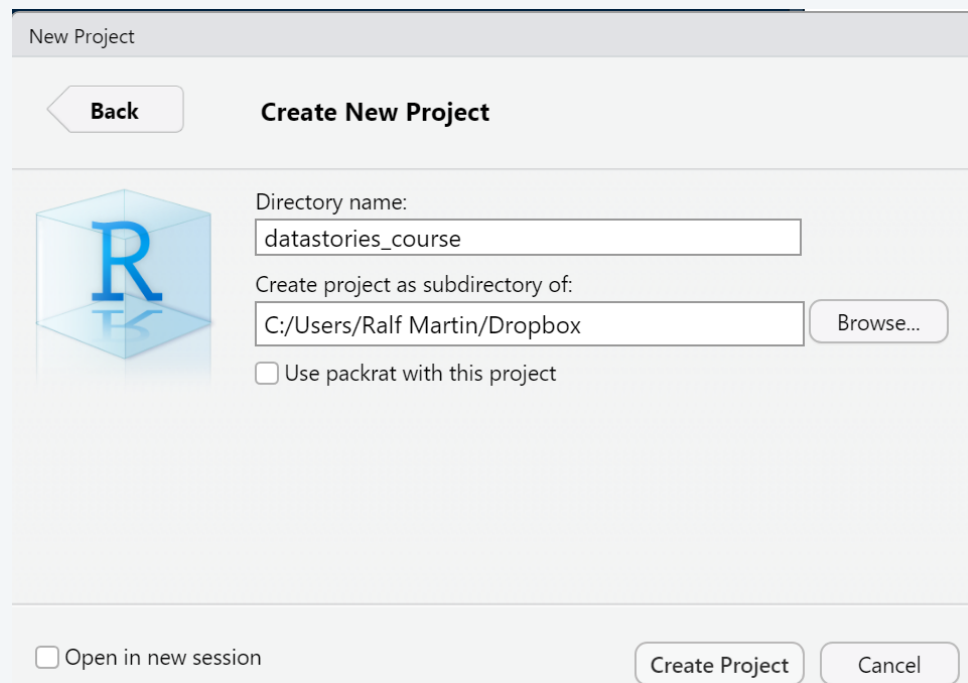 New Project
Back
Create New Project
R
Directory name:
datastories_course
Create project as subdirectory of:
C:/Users/Ralf Martin/Dropbox
Browse...
Use packrat with this project
Open in new session
Create Project
Cancel